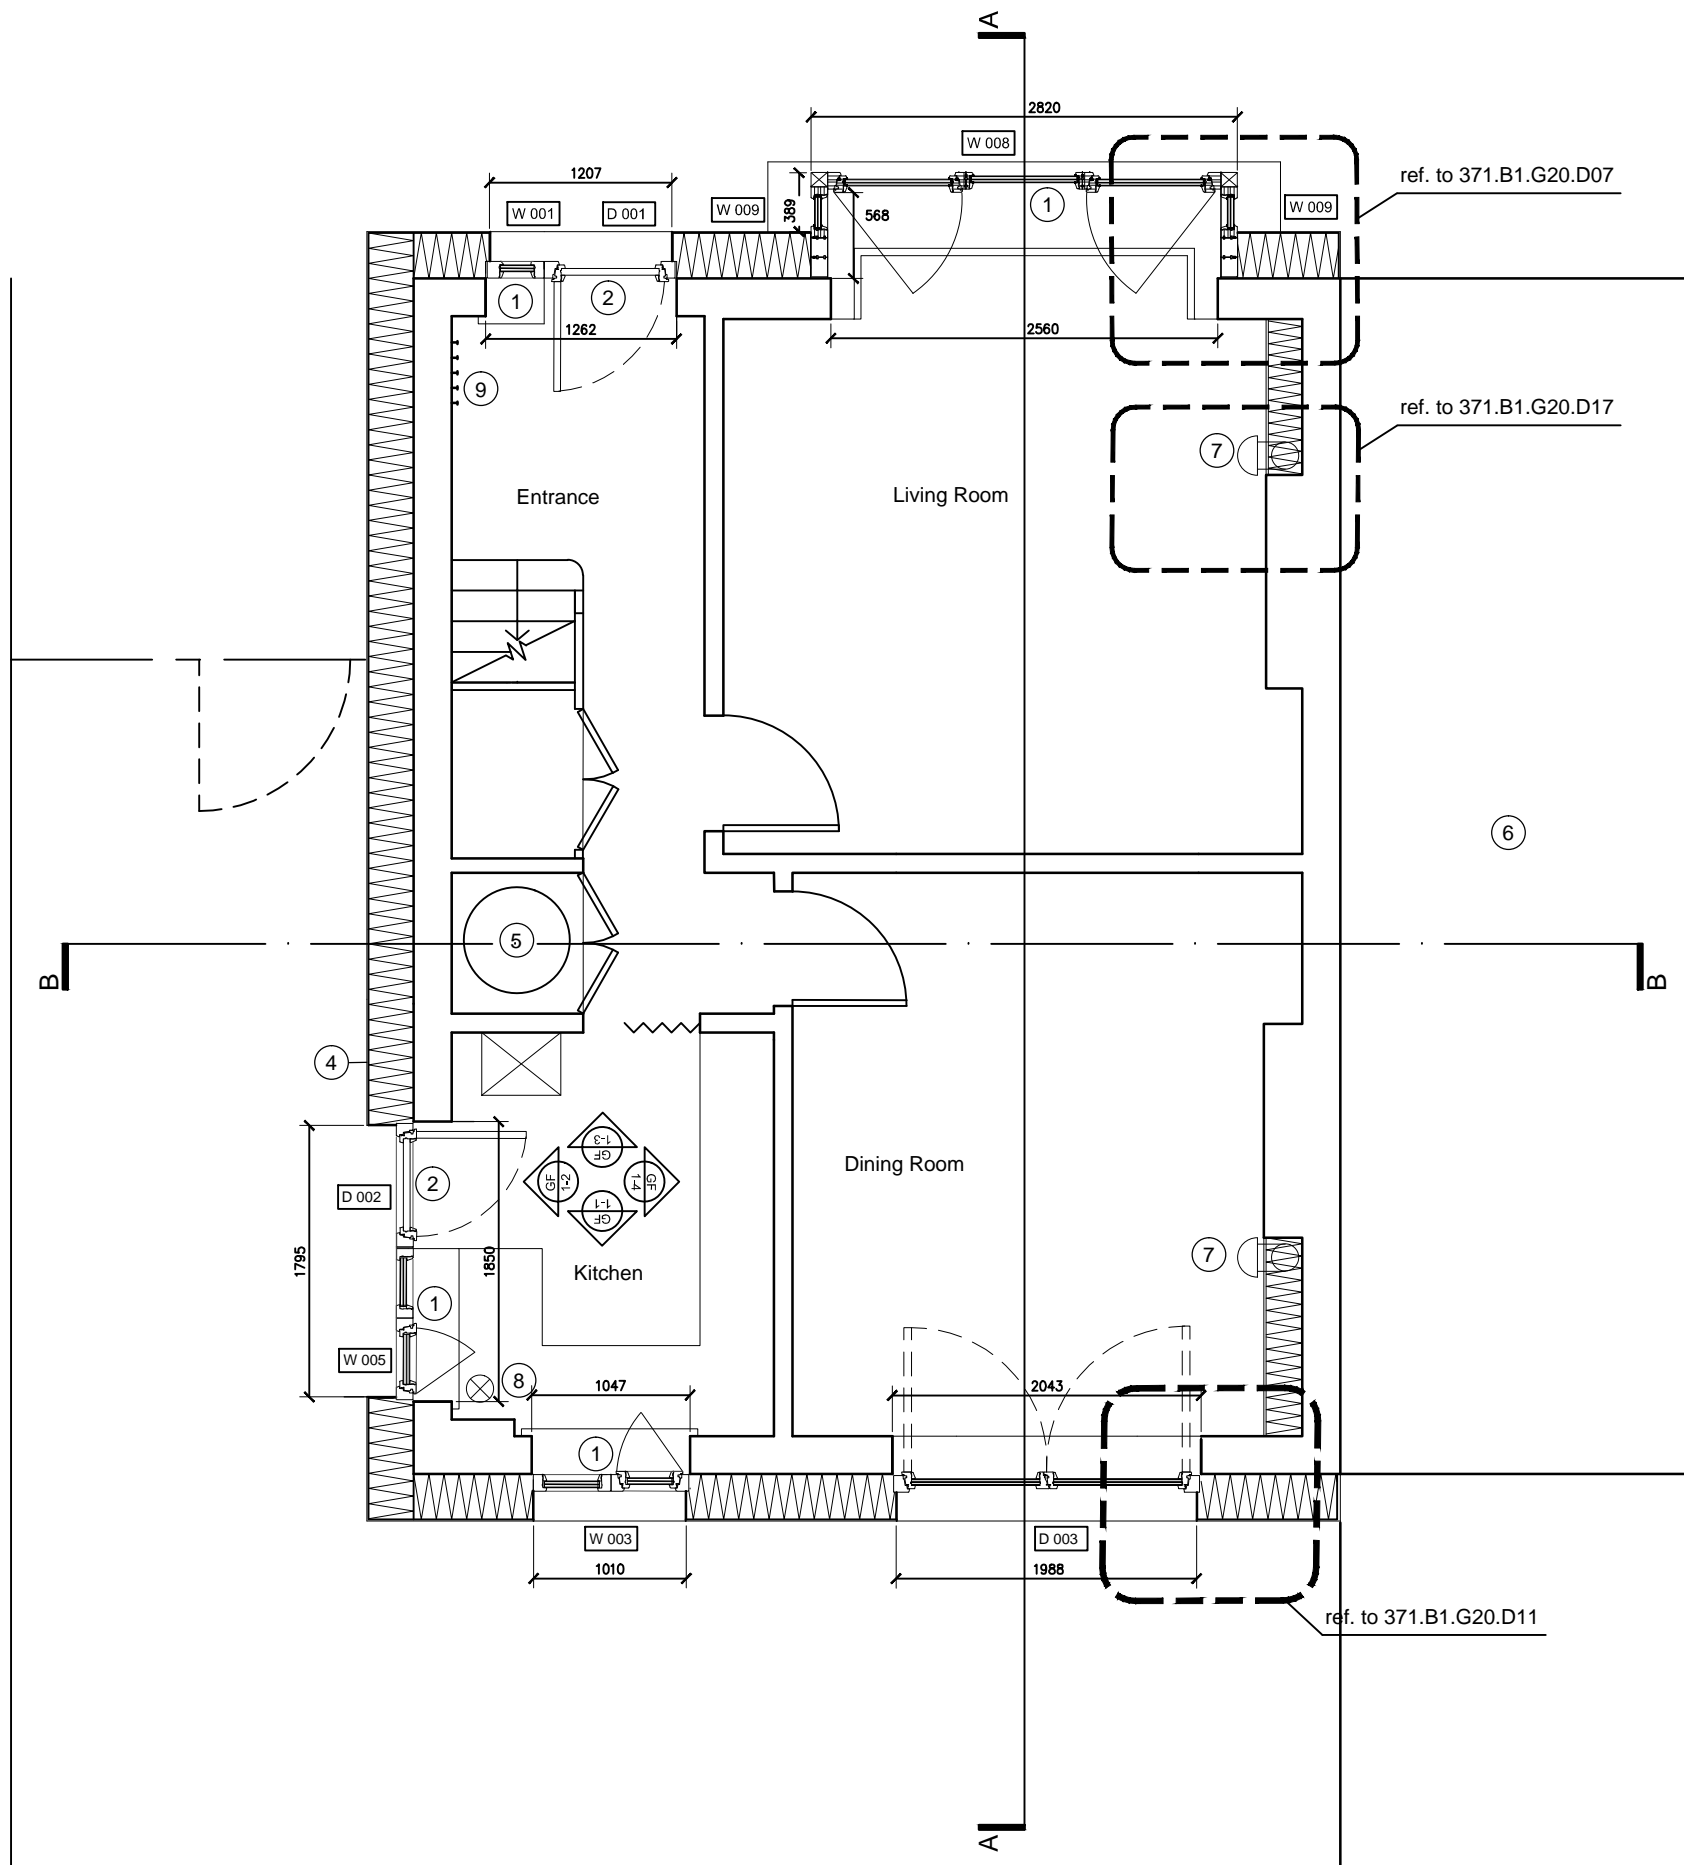 A
2820
W 008
ref. to 371.B1.G20.D07
1207
W 001
D 001
W 009
389
568
1
W 009
1
2
1262
2560
9
ref. to 371.B1.G20.D17
7
Entrance
Living Room
6
5
B
B
4
GF
1-3
2
GF
1-2
GF
1-4
Dining Room
D 002
GF
1-1
1795
1850
Kitchen
7
1
W 005
8
1047
2043
1
W 003
D 003
1010
1988
ref. to 371.B1.G20.D11
A